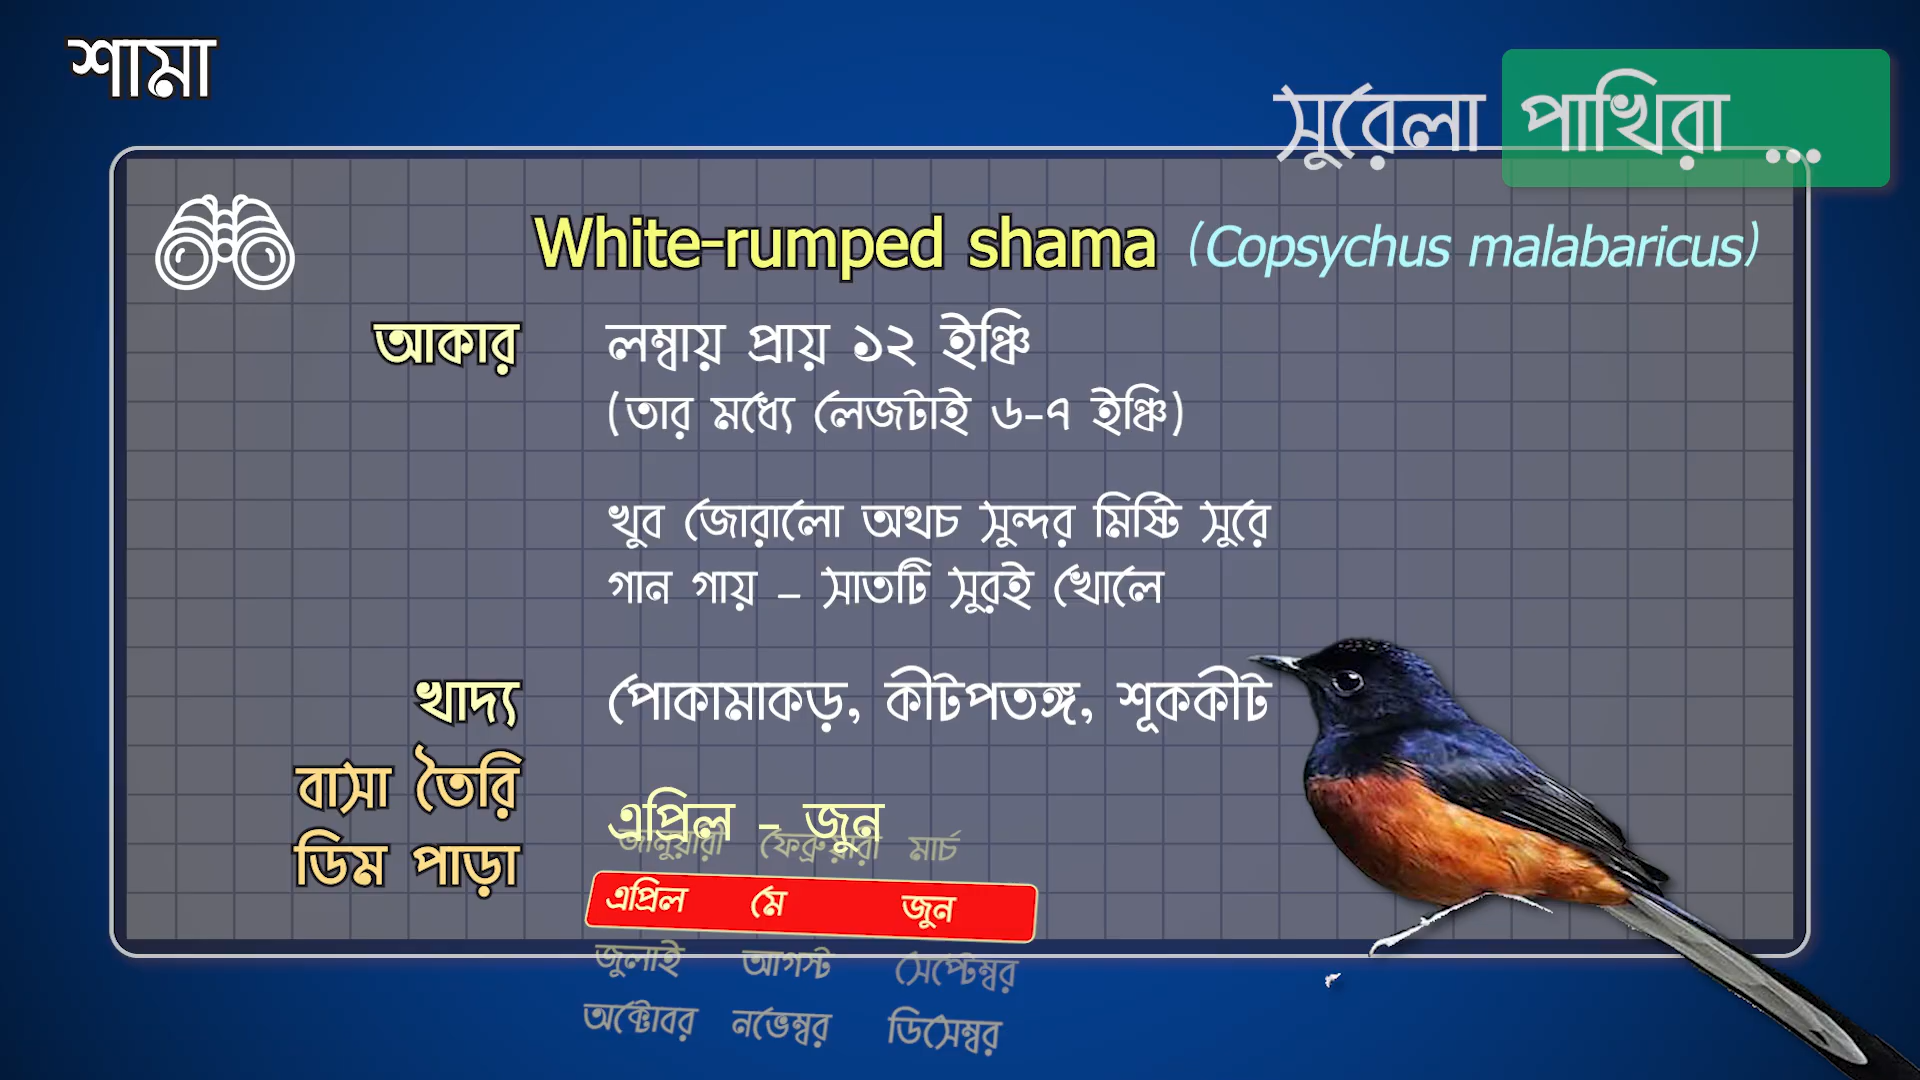 শামা
সুরেলা পাখিরা ...
White-rumped shama (Copsychus malabaricus)
আকার লম্বায় প্রায় ১২ ইঞ্চি
(তার মধ্যে লেজটাই ৬-৭ ইঞ্চি)
খুব জোরালো অথচ সুন্দর মিষ্টি সুরে
গান গায় – সাতটি সুরই খোলে
খাদ্য পোকামাকড়, কীটপতঙ্গ, শূককীট
বাসা তৈরি
ডিম পাড়া
এপ্রিল - জুন
জানুয়ারী ফেব্রুয়ারী মার্চ
এপ্রিল মে জুন
জুলাই আগস্ট সেপ্টেম্বর
অক্টোবর নভেম্বর ডিসেম্বর